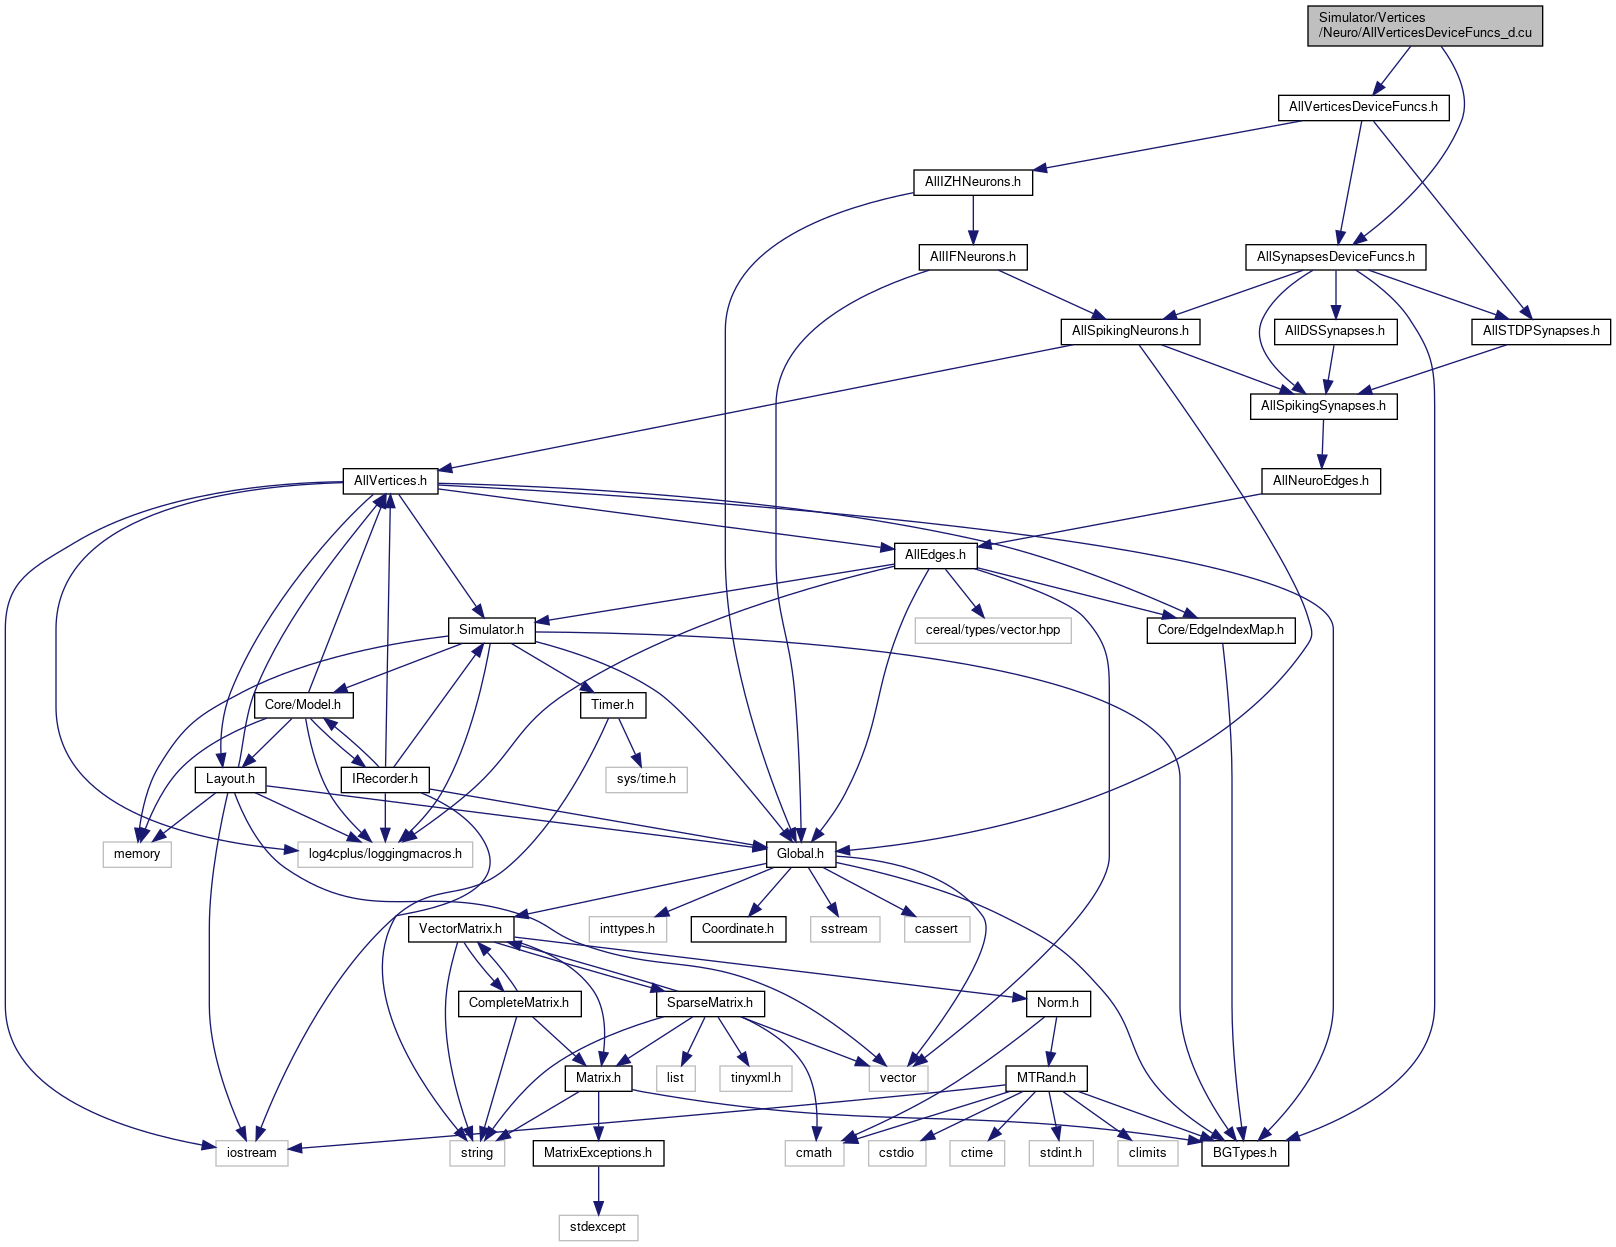 Simulator/Vertices
/Neuro/AllVerticesDeviceFuncs_d.cu
AllVerticesDeviceFuncs.h
AllIZHNeurons.h
AllIFNeurons.h
AllSynapsesDeviceFuncs.h
AllSpikingNeurons.h
AllDSSynapses.h
AllSTDPSynapses.h
AllSpikingSynapses.h
AllVertices.h
AllNeuroEdges.h
AllEdges.h
Simulator.h
cereal/types/vector.hpp
Core/EdgeIndexMap.h
Core/Model.h
Timer.h
Layout.h
IRecorder.h
sys/time.h
memory
log4cplus/loggingmacros.h
Global.h
VectorMatrix.h
inttypes.h
Coordinate.h
sstream
cassert
CompleteMatrix.h
SparseMatrix.h
Norm.h
Matrix.h
list
tinyxml.h
vector
MTRand.h
iostream
string
MatrixExceptions.h
cmath
cstdio
ctime
stdint.h
climits
BGTypes.h
stdexcept